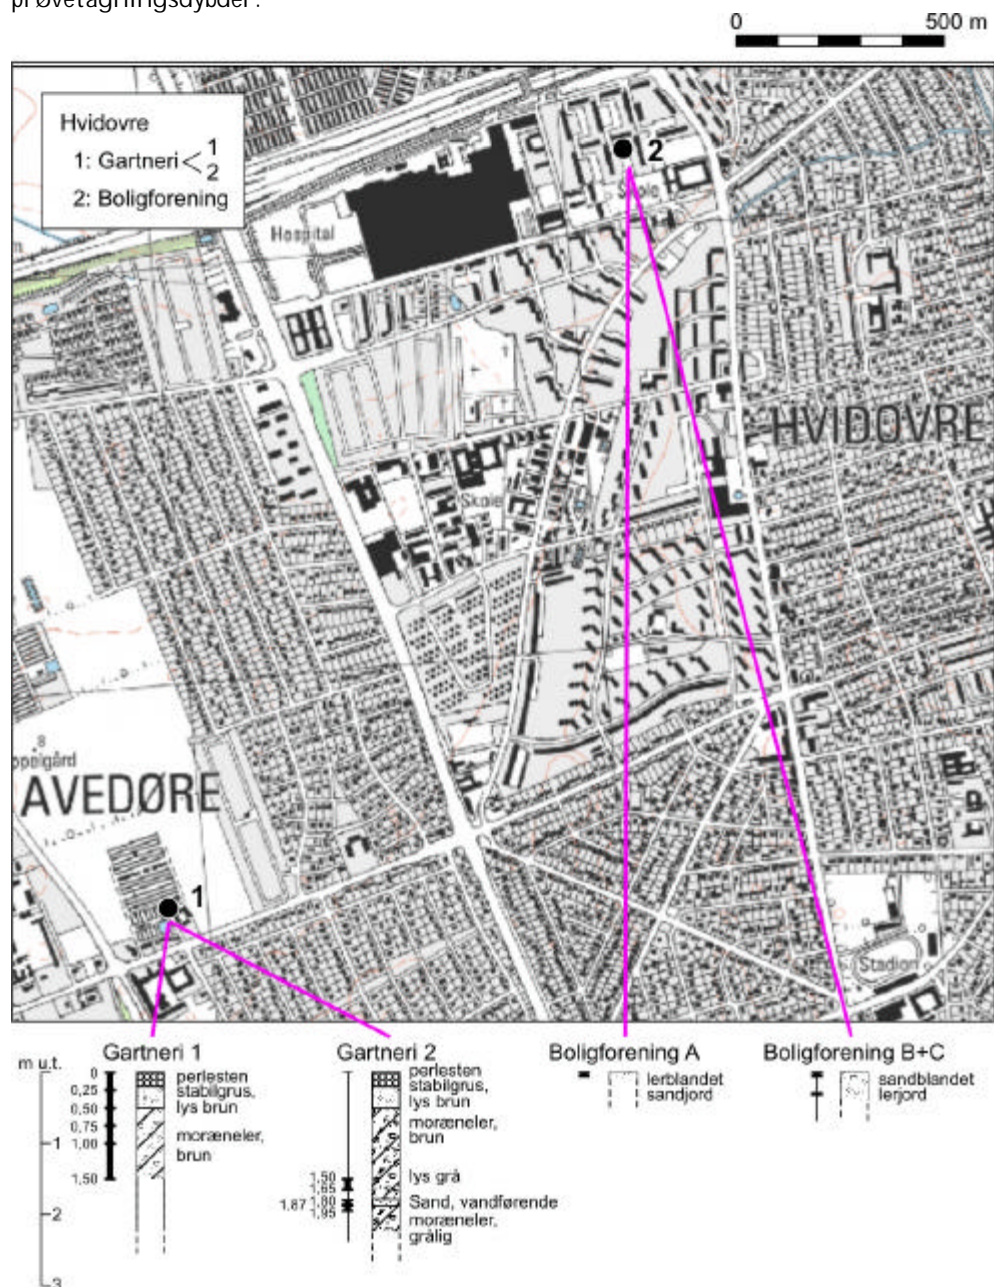 prøvetagningsdybder.
0 500 m
Hvidovre
1: Gartneri < 1
2
2: Boligforening
2
Skole
Hospital
HVIDOVRE
Skole
8
ppelgård
AVEDØRE
1
Stadion
m u.t.
Gartneri 1
Gartneri 2
Boligforening A
Boligforening B+C
0
0,25
0,50
0,75
1,00
1,50
1
2
3
perlesten
stabilgrus,
lys brun
moræneler,
brun
perlesten
stabilgrus,
lys brun
moræneler,
brun
lys grå
Sand, vandførende
moræneler,
grålig
1,50
1,65
1,80
1,87
1,95
lerblandet
sandjord
sandblandet
lerjord